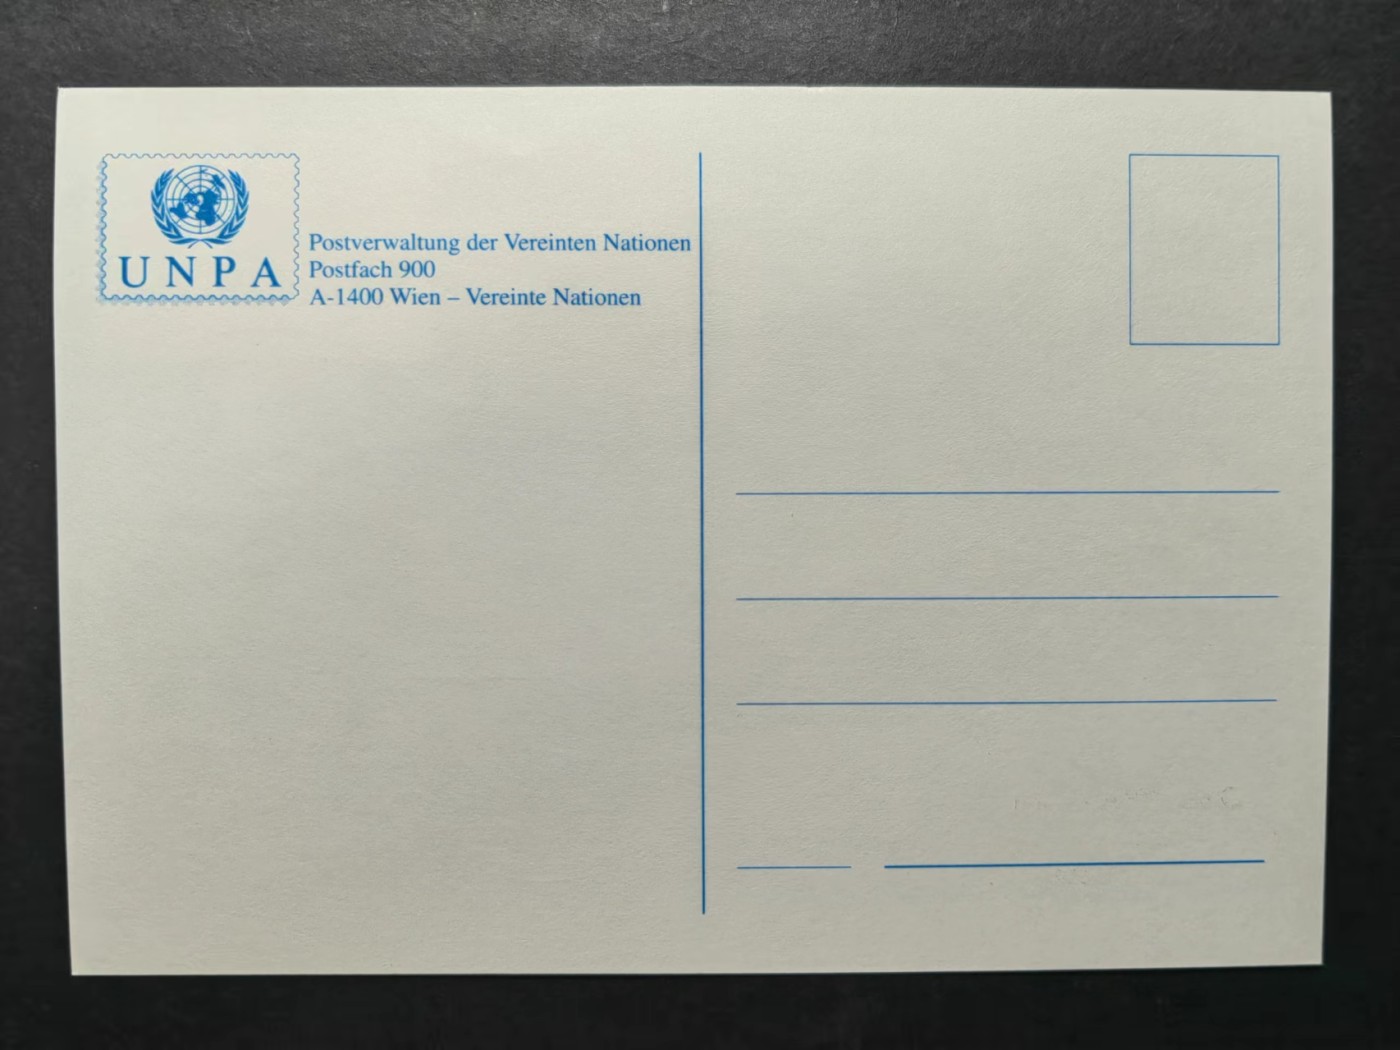 UNPA
Postverwaltung der Vereinten Nationen
Postfach 900
A-1400 Wien – Vereinte Nationen